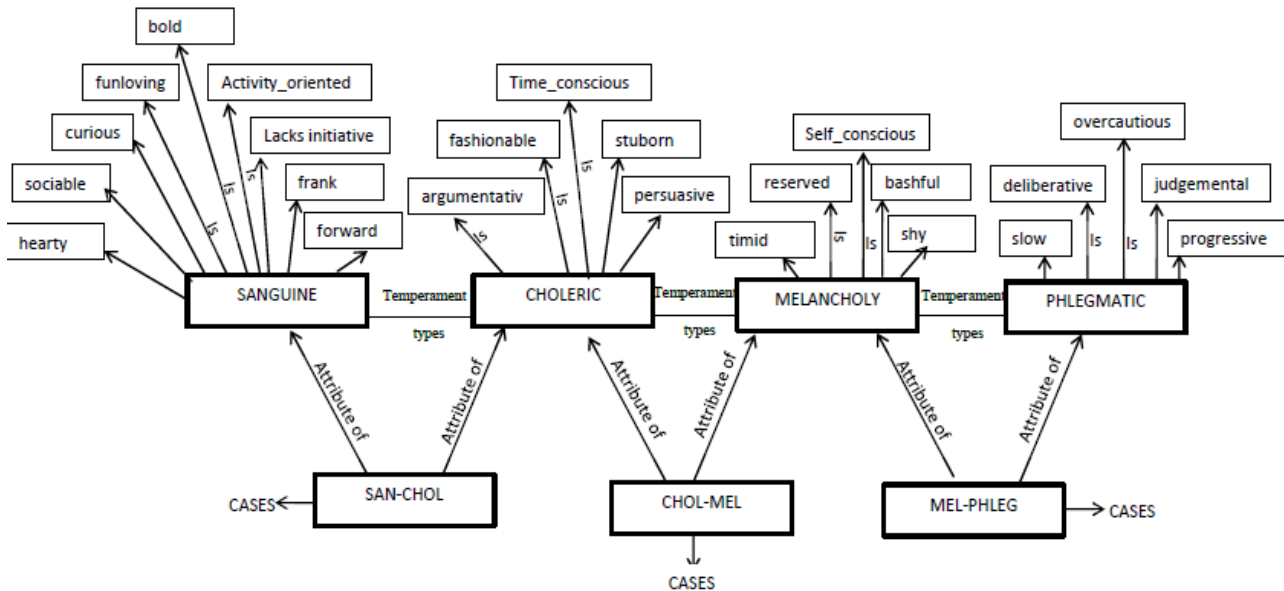 bold
funloving
Activity_oriented
Time_conscious
overcautious
curious
Lacks initiative
fashionable
stuborn
Self_conscious
sociable
frank
argumentativ
persuasive
reserved
bashful
deliberative
judgemental
hearty
forward
timid
shy
slow
progressive
Is
Is
Is
Is
Is
Is
Is
Is
Is
Is
Is
SANGUINE
Temperament
types
CHOLERIC
Temperament
types
MELANCHOLY
Temperament
types
PHLEGMATIC
Attribute of
Attribute of
Attribute of
Attribute of
Attribute of
Attribute of
CASES
SAN-CHOL
CHOL-MEL
MEL-PHLEG
CASES
CASES